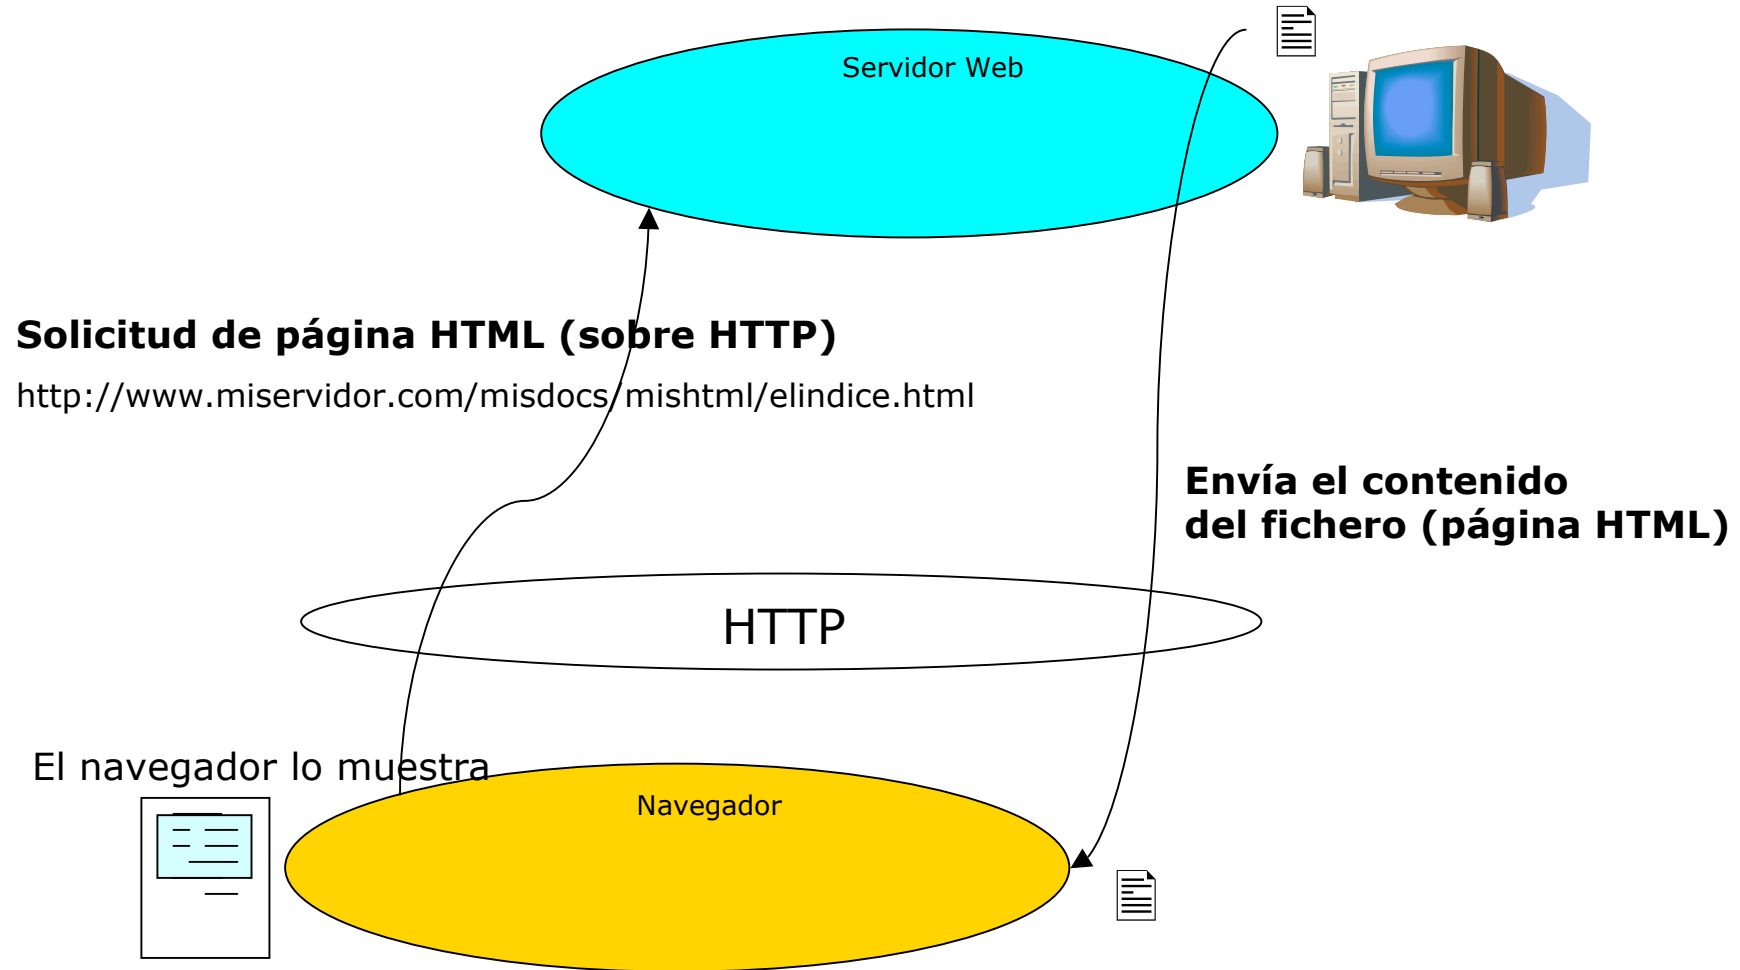 Servidor Web
Solicitud de página HTML (sobre HTTP)
http://www.miservidor.com/misdocs/mishtml/elindice.html
Envía el contenido
del fichero (página HTML)
HTTP
El navegador lo muestra
Navegador